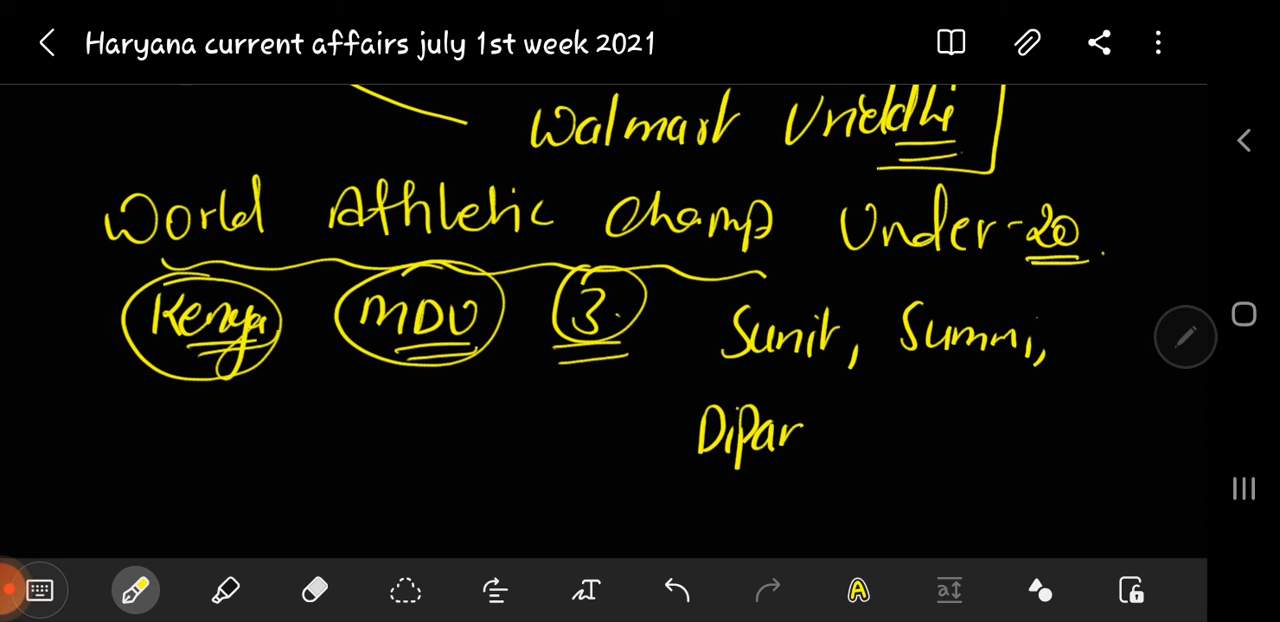 Haryana current affairs july 1st week 2021
Walmart Vriddhi
World Athletic Champ Under-20.
Kenya MDU 3. Sunit, Summi,
Dipan